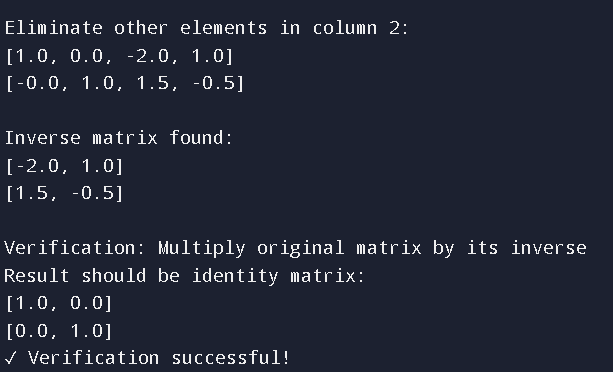 Eliminate other elements in column 2:
[1.0, 0.0, -2.0, 1.0]
[-0.0, 1.0, 1.5, -0.5]
Inverse matrix found:
[-2.0, 1.0]
[1.5, -0.5]
Verification: Multiply original matrix by its inverse
Result should be identity matrix:
[1.0, 0.0]
[0.0, 1.0]
✓ Verification successful!